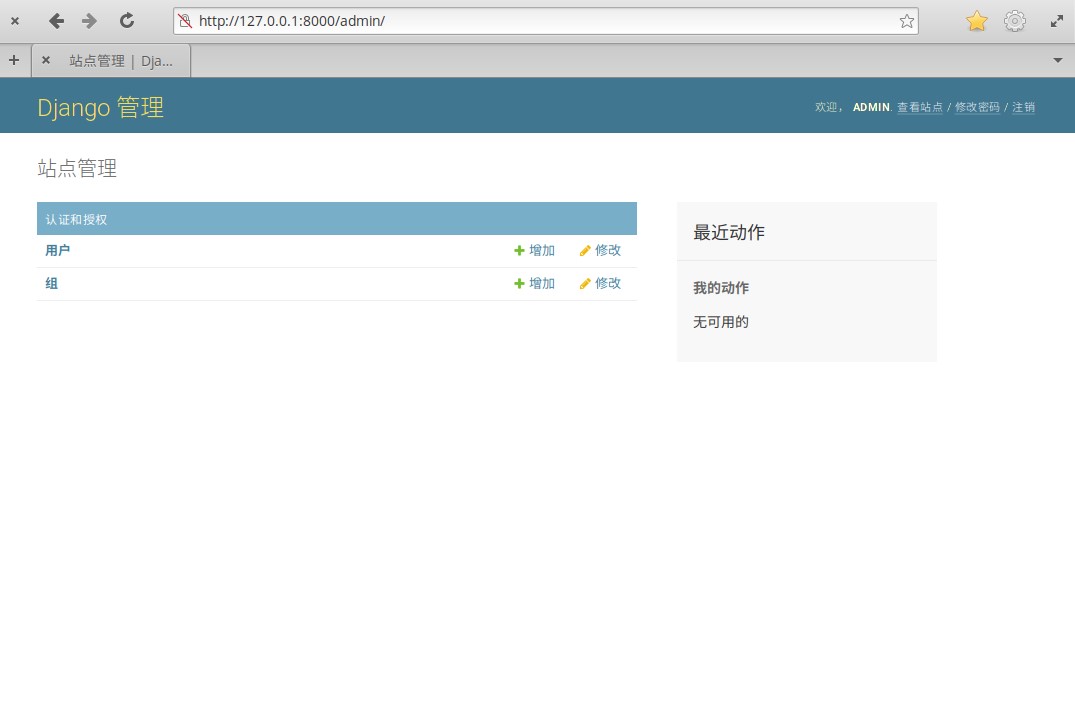 http://127.0.0.1:8000/admin/
站点管理 | Dja...
Django 管理
欢迎， ADMIN. 查看站点 / 修改密码 / 注销
站点管理
认证和授权
用户 增加 修改
组 增加 修改
最近动作
我的动作
无可用的